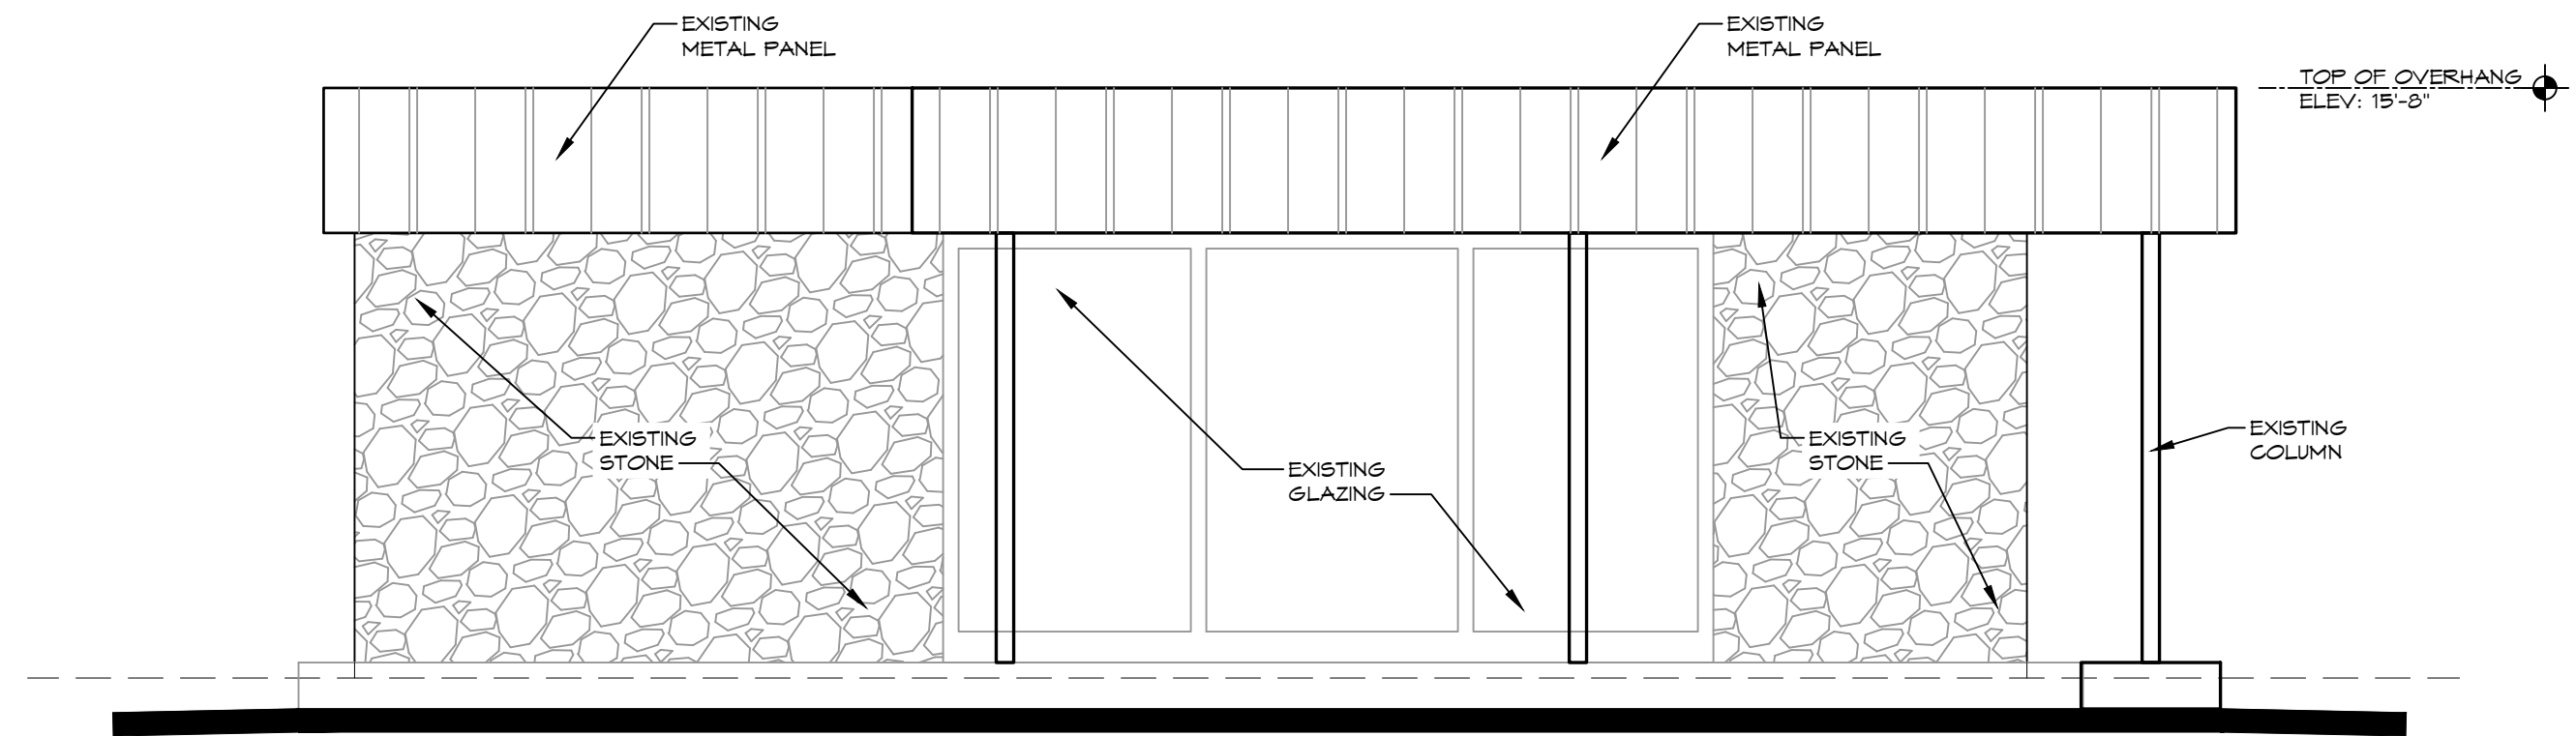 EXISTING
METAL PANEL
EXISTING
METAL PANEL
TOP OF OVERHANG
ELEV: 15'-8"
EXISTING
STONE
EXISTING
GLAZING
EXISTING
STONE
EXISTING
COLUMN